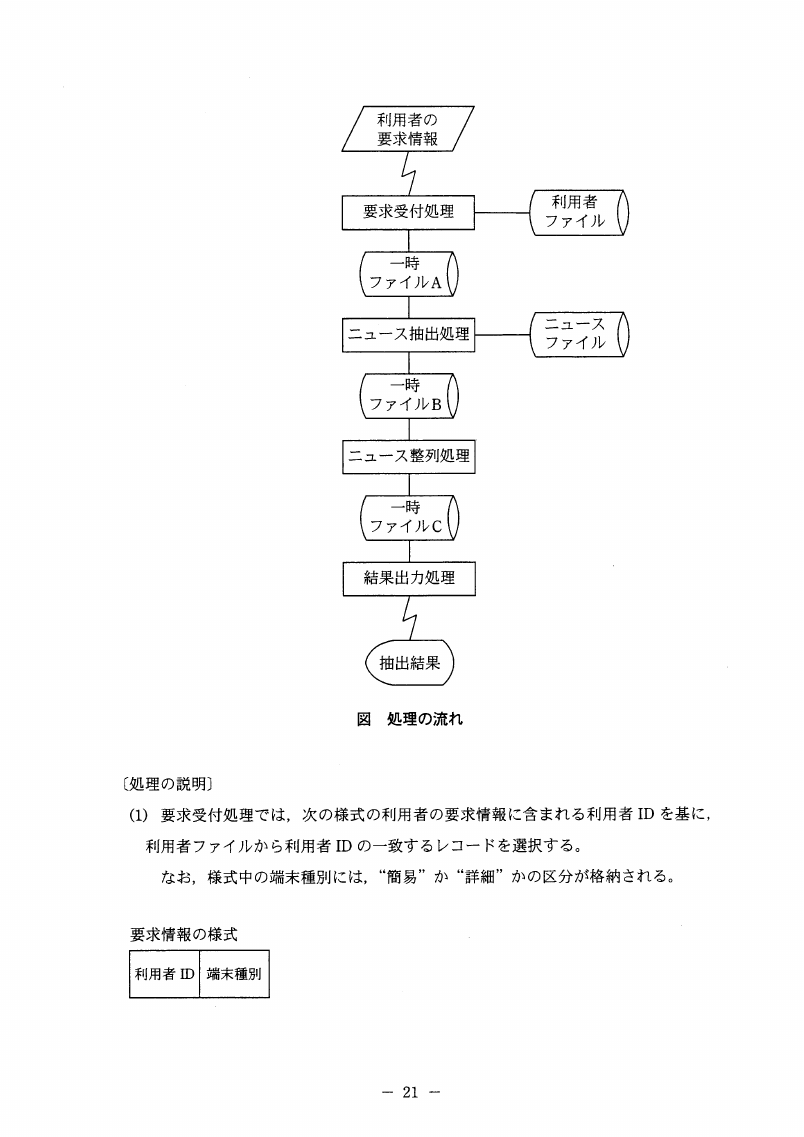 利用者の
要求情報
要求受付処理
利用者
ファイル
一時
ファイルA
ニュース抽出処理
ニュース
ファイル
一時
ファイルB
ニュース整列処理
一時
ファイルC
結果出力処理
抽出結果
図　処理の流れ
〔処理の説明〕
(1)　要求受付処理では，次の様式の利用者の要求情報に含まれる利用者 ID を基に，
利用者ファイルから利用者 ID の一致するレコードを選択する。
なお，様式中の端末種別には，“簡易”か“詳細”かの区分が格納される。
要求情報の様式
利用者 ID　端末種別
－ 21 －